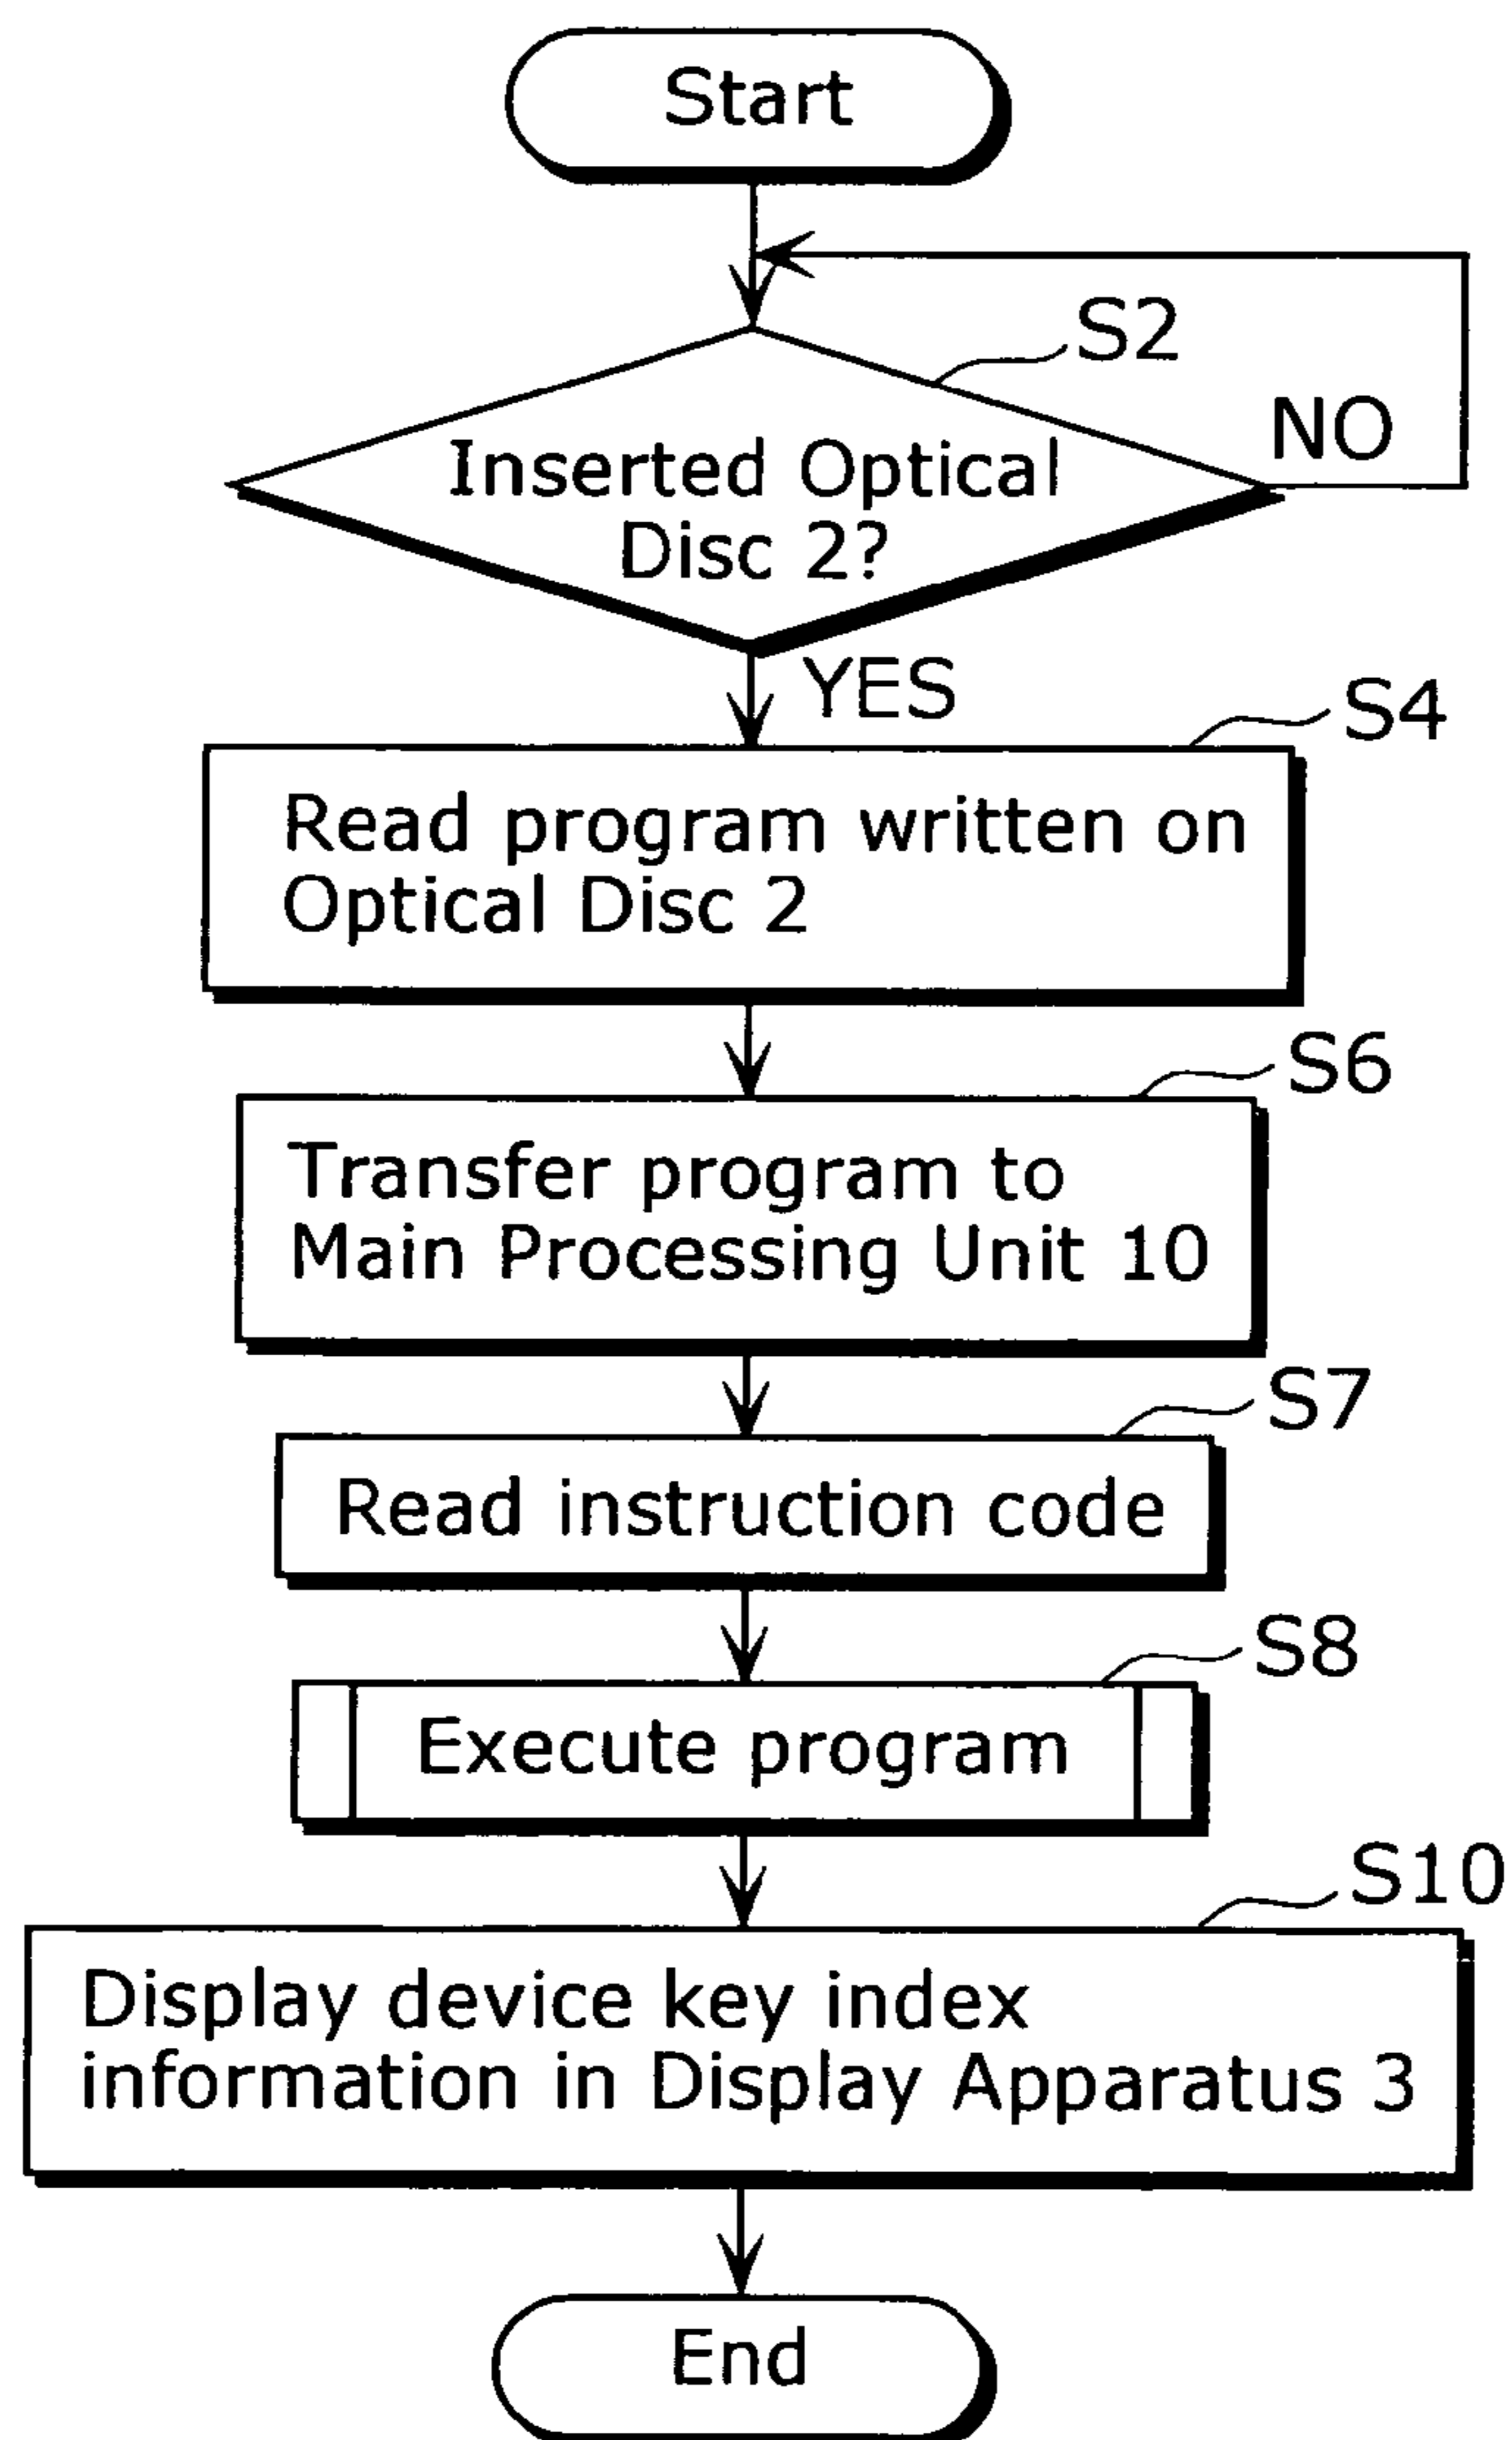 Start
S2
NO
Inserted Optical
Disc 2?
YES
S4
Read program written on
Optical Disc 2
S6
Transfer program to
Main Processing Unit 10
S7
Read instruction code
S8
Execute program
S10
Display device key index
information in Display Apparatus 3
End